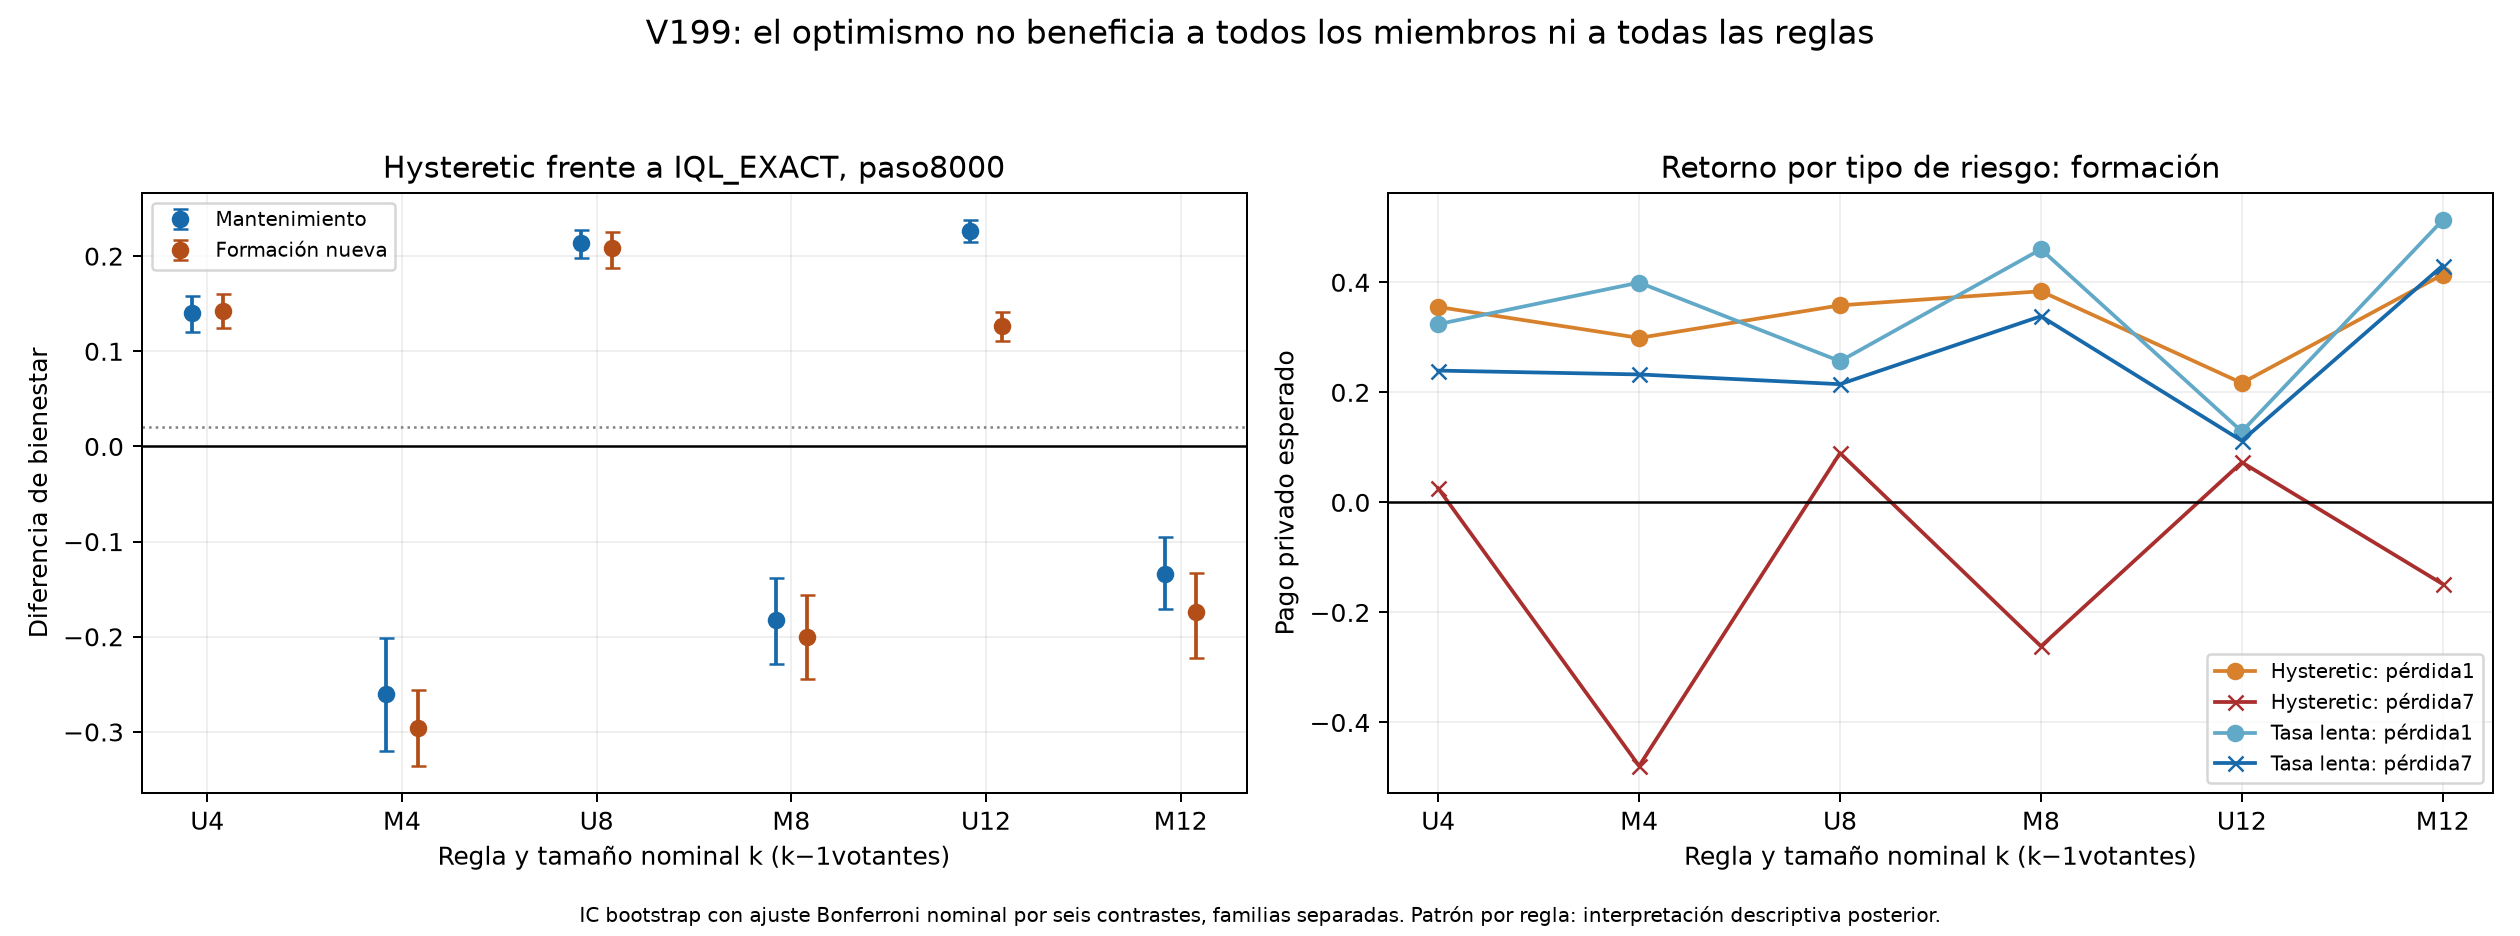 V199: el optimismo no beneficia a todos los miembros ni a todas las reglas
Hysteretic frente a IQL_EXACT, paso8000
Mantenimiento
Formación nueva
Diferencia de bienestar
0.2
0.1
0.0
−0.1
−0.2
−0.3
U4 M4 U8 M8 U12 M12
Regla y tamaño nominal k (k−1votantes)
Retorno por tipo de riesgo: formación
Pago privado esperado
0.4
0.2
0.0
−0.2
−0.4
Hysteretic: pérdida1
Hysteretic: pérdida7
Tasa lenta: pérdida1
Tasa lenta: pérdida7
U4 M4 U8 M8 U12 M12
Regla y tamaño nominal k (k−1votantes)
IC bootstrap con ajuste Bonferroni nominal por seis contrastes, familias separadas. Patrón por regla: interpretación descriptiva posterior.